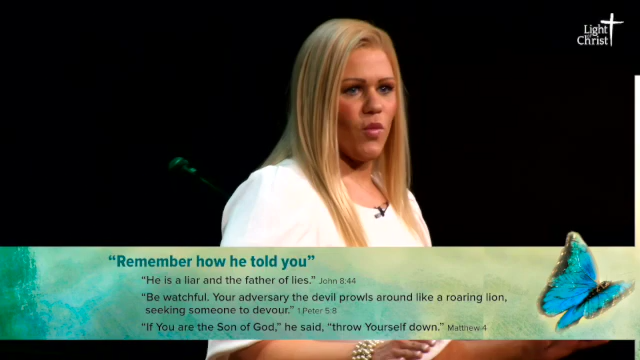 Light
of Christ
“Remember how he told you”
“He is a liar and the father of lies.” John 8:44
“Be watchful. Your adversary the devil prowls around like a roaring lion,
seeking someone to devour.” 1 Peter 5:8
“If You are the Son of God,” he said, “throw Yourself down.” Matthew 4